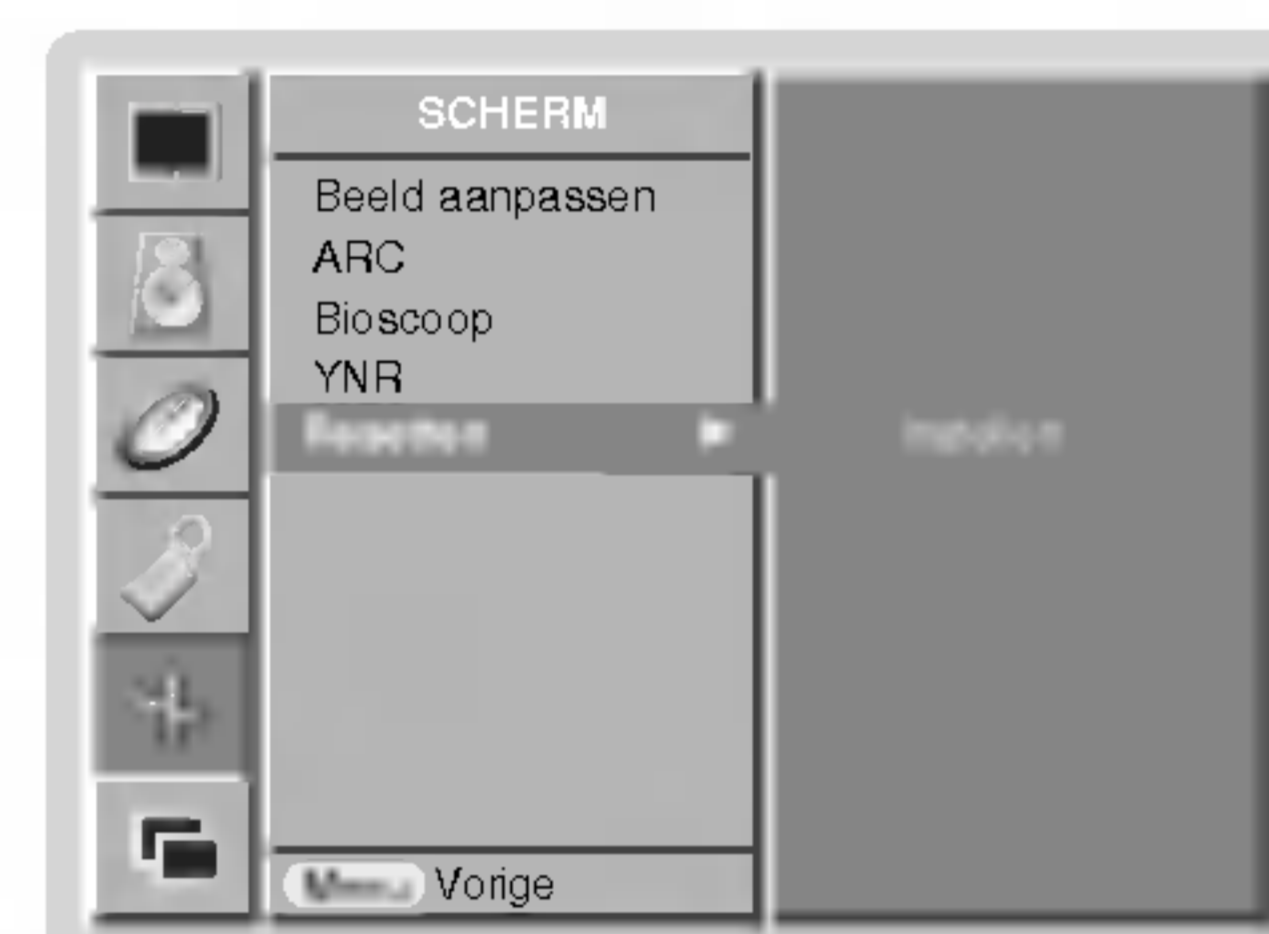 SCHERM
Beeld aanpassen
ARC
Bioscoop
YNR
Vorige